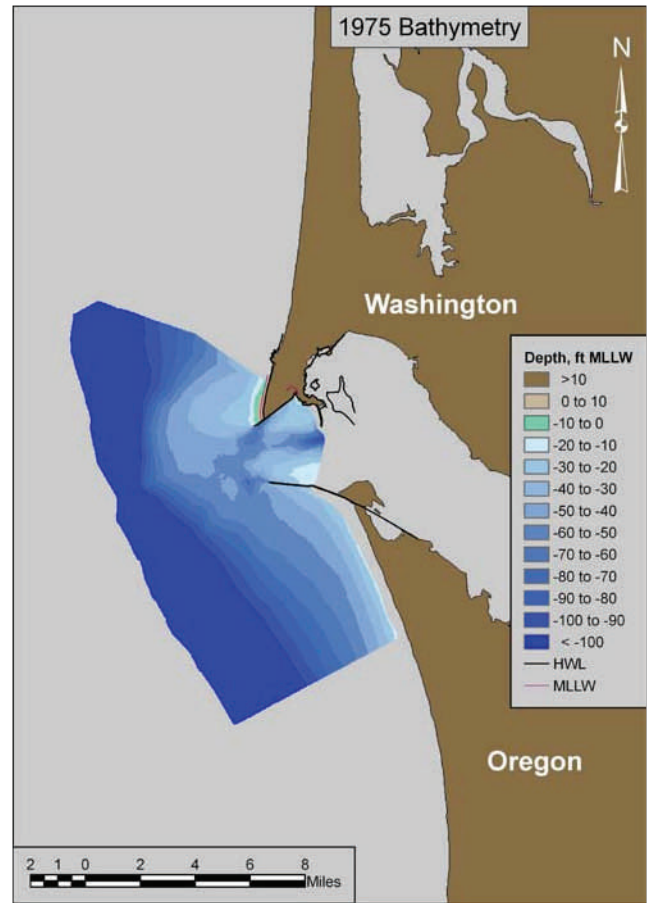 1975 Bathymetry
N
Washington
Depth, ft MLLW
>10
0 to 10
-10 to 0
-20 to -10
-30 to -20
-40 to -30
-50 to -40
-60 to -50
-70 to -60
-80 to -70
-90 to -80
-100 to -90
< -100
HWL
MLLW
Oregon
2 1 0 2 4 6 8
Miles